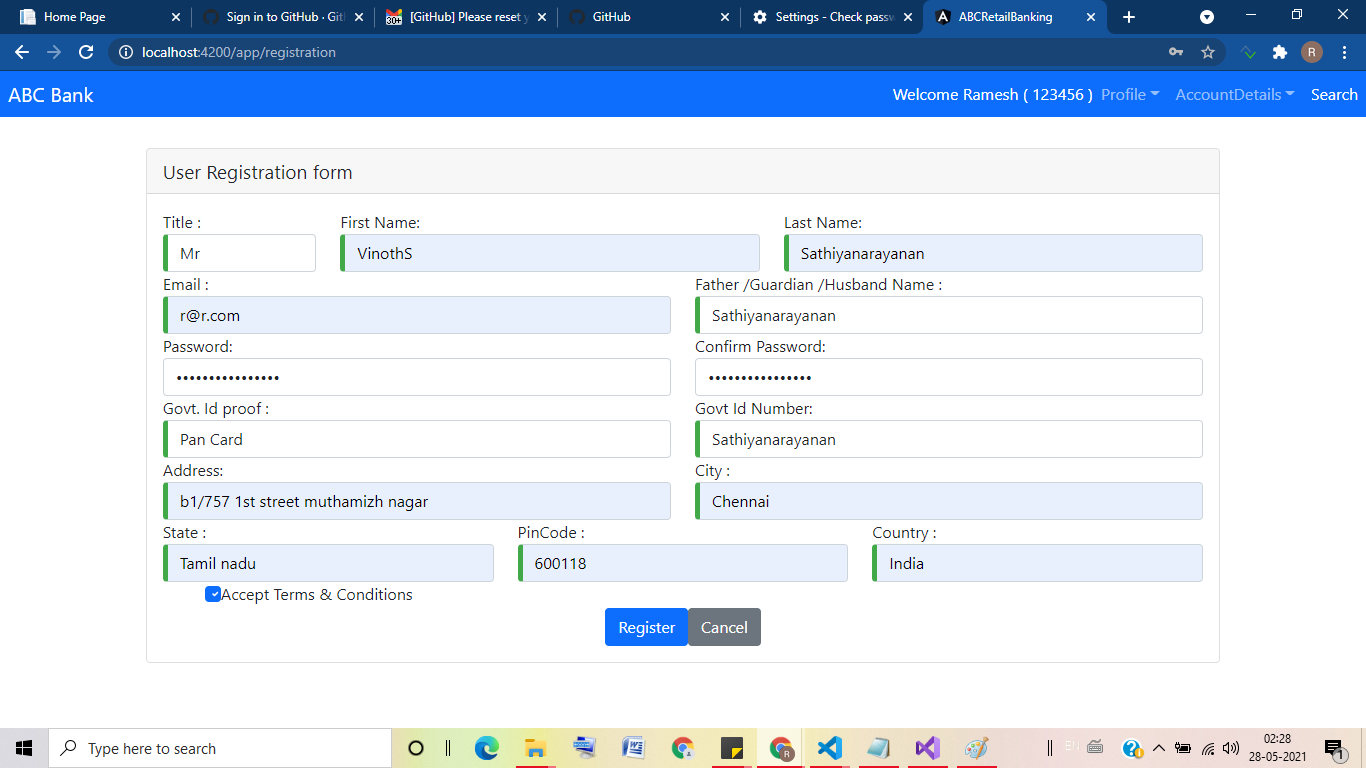 Home Page
Sign in to GitHub · Git
[GitHub] Please reset y
GitHub
Settings - Check passw
ABCRetailBanking
localhost:4200/app/registration
R
ABC Bank
Welcome Ramesh ( 123456 ) Profile AccountDetails Search
User Registration form
Title : First Name: Last Name:
Mr VinothS Sathiyanarayanan
Email : Father /Guardian /Husband Name :
r@r.com Sathiyanarayanan
Password: Confirm Password:
•••••••••••••••• ••••••••••••••••
Govt. Id proof : Govt Id Number:
Pan Card Sathiyanarayanan
Address: City :
b1/757 1st street muthamizh nagar Chennai
State : PinCode : Country :
Tamil nadu 600118 India
Accept Terms & Conditions
Register Cancel
Type here to search
02:28
28-05-2021
1